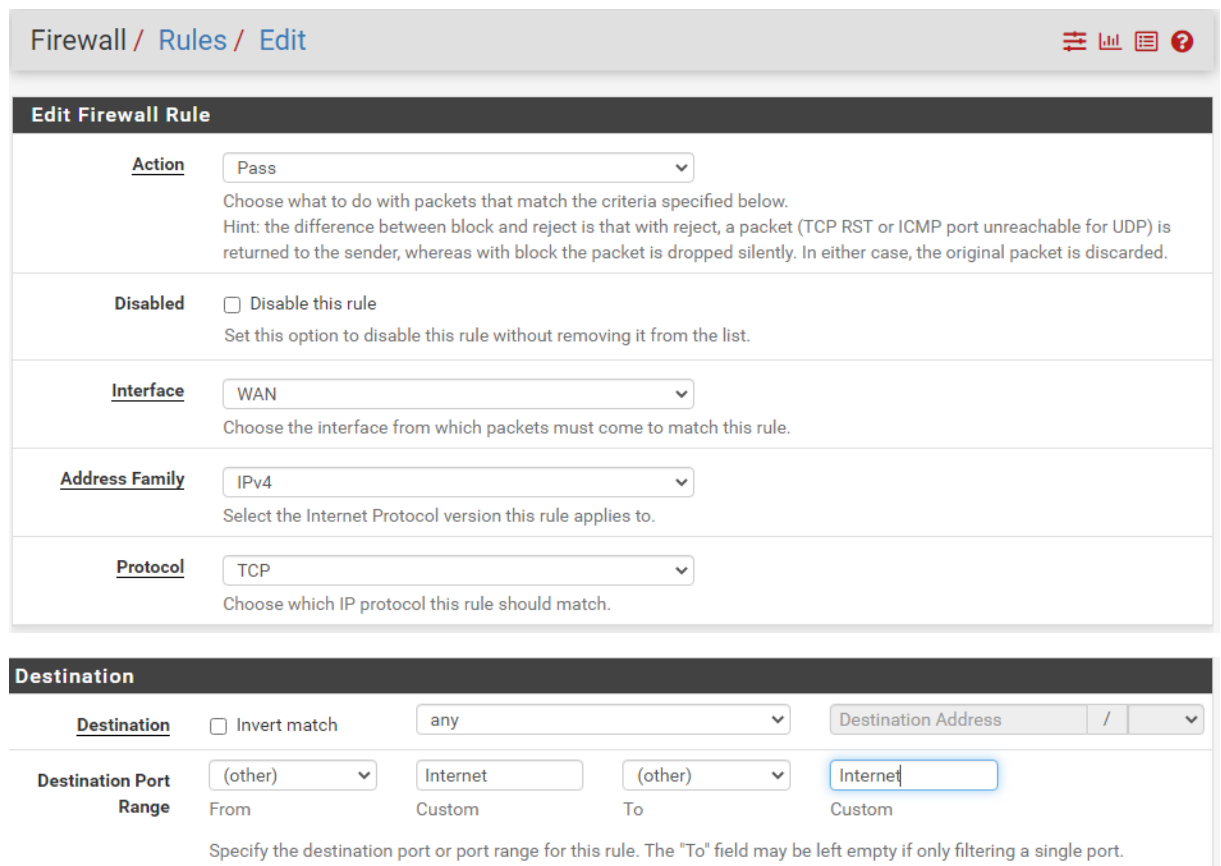 Firewall / Rules / Edit
Edit Firewall Rule
Action
Pass
Choose what to do with packets that match the criteria specified below.
Hint: the difference between block and reject is that with reject, a packet (TCP RST or ICMP port unreachable for UDP) is
returned to the sender, whereas with block the packet is dropped silently. In either case, the original packet is discarded.
Disabled
Disable this rule
Set this option to disable this rule without removing it from the list.
Interface
WAN
Choose the interface from which packets must come to match this rule.
Address Family
IPv4
Select the Internet Protocol version this rule applies to.
Protocol
TCP
Choose which IP protocol this rule should match.
Destination
Destination
Invert match
any
Destination Address
/
Destination Port
Range
(other)
Internet
(other)
Internet
From
Custom
To
Custom
Specify the destination port or port range for this rule. The "To" field may be left empty if only filtering a single port.